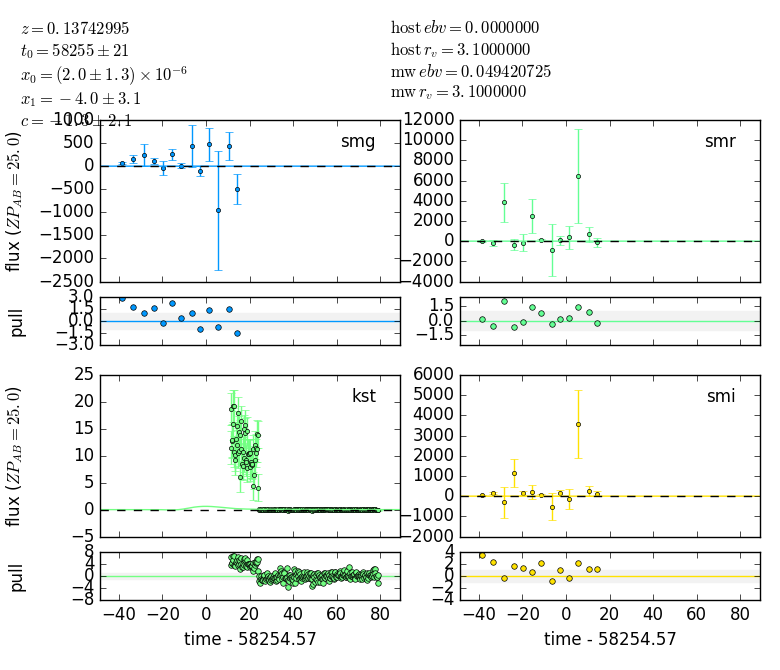 z = 0.13742995
t₀ = 58255 ± 21
x₀ = (2.0 ± 1.3) × 10⁻⁶
x₁ = −4.0 ± 3.1
host ebv = 0.0000000
host r_v = 3.1000000
mw ebv = 0.049420725
mw r_v = 3.1000000
flux (ZP_AB = 25.0)
1000
500
0
−500
−1000
−1500
−2000
−2500
smg
12000
10000
8000
6000
4000
2000
0
−2000
−4000
smr
pull
3.0
1.5
0.0
−1.5
−3.0
1.5
0.0
−1.5
flux (ZP_AB = 25.0)
25
20
15
10
5
0
−5
kst
6000
5000
4000
3000
2000
1000
0
−1000
−2000
smi
pull
8
4
0
−4
−8
4
2
0
−2
−4
−40 −20 0 20 40 60 80
−40 −20 0 20 40 60 80
time - 58254.57
time - 58254.57